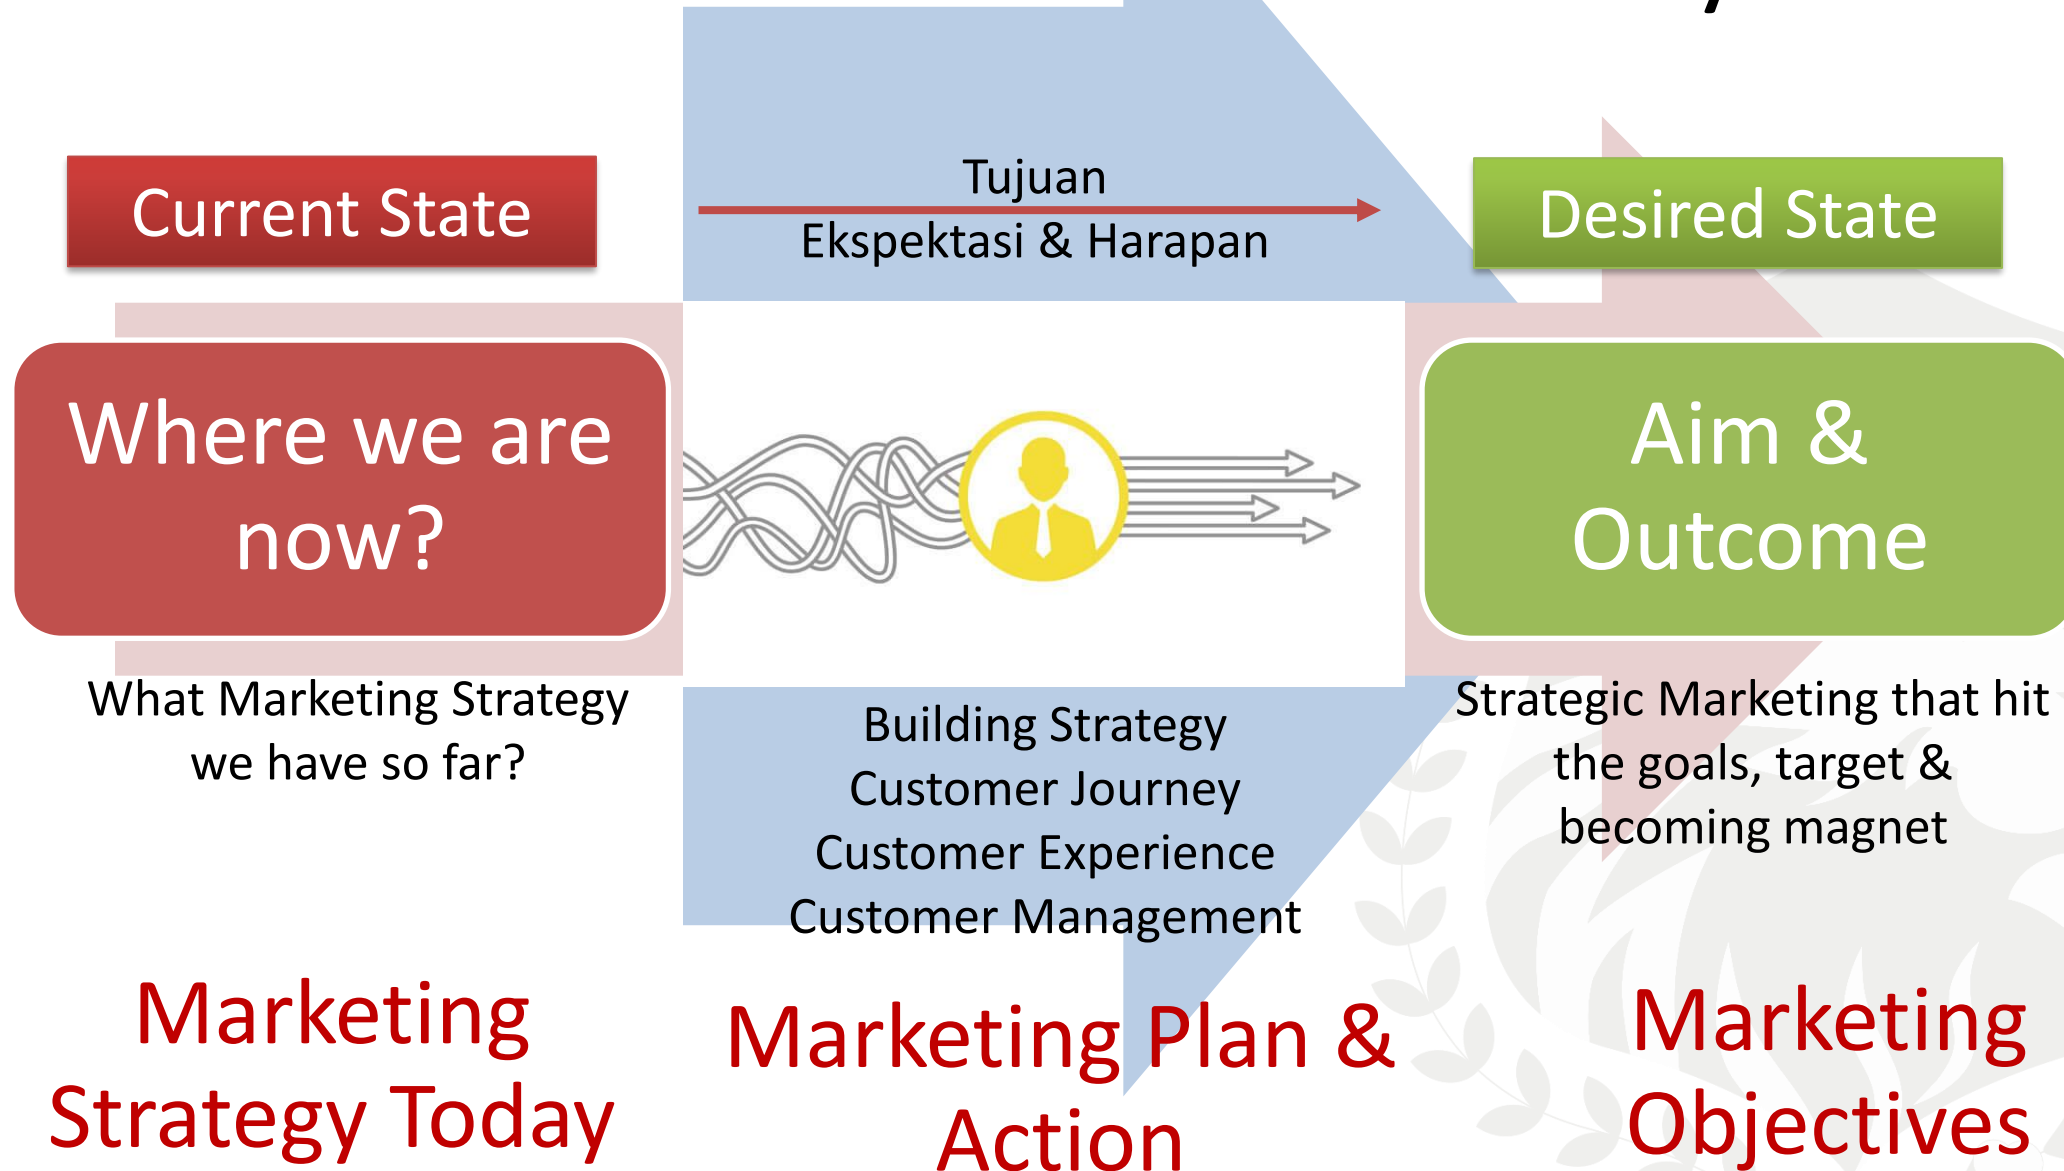 Current State
Tujuan
Ekspektasi & Harapan
Desired State
Where we are
now?
Aim &
Outcome
What Marketing Strategy
we have so far?
Building Strategy
Customer Journey
Customer Experience
Customer Management
Strategic Marketing that hit
the goals, target &
becoming magnet
Marketing
Strategy Today
Marketing Plan &
Action
Marketing
Objectives